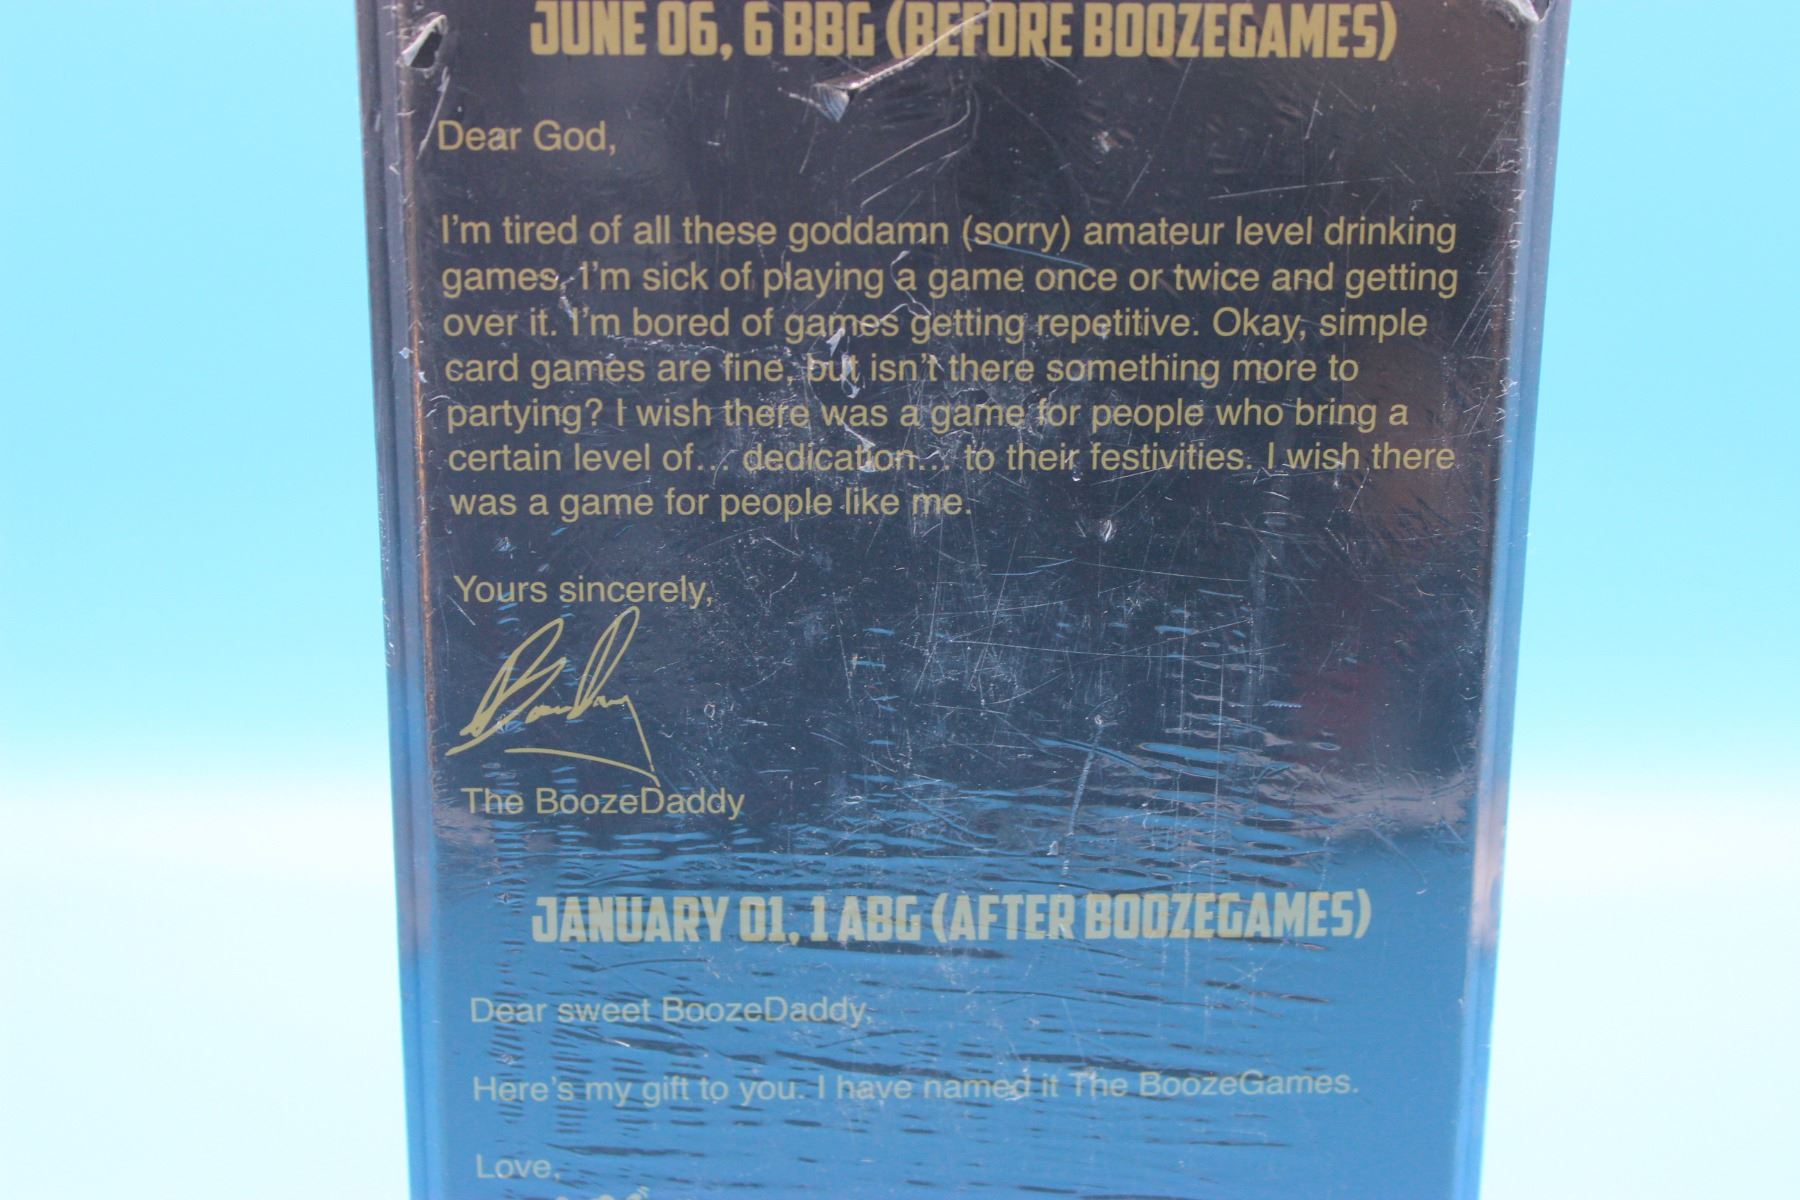 JUNE 06, 6 BBG (BEFORE BOOZEGAMES)
Dear God,
I'm tired of all these goddamn (sorry) amateur level drinking
games. I'm sick of playing a game once or twice and getting
over it. I'm bored of games getting repetitive. Okay, simple
card games are fine, but isn't there something more to
partying? I wish there was a game for people who bring a
certain level of... dedication... to their festivities. I wish there
was a game for people like me.
Yours sincerely,
The BoozeDaddy
JANUARY 01, 1 ABG (AFTER BOOZEGAMES)
Dear sweet BoozeDaddy,
Here's my gift to you. I have named it The BoozeGames.
Love,